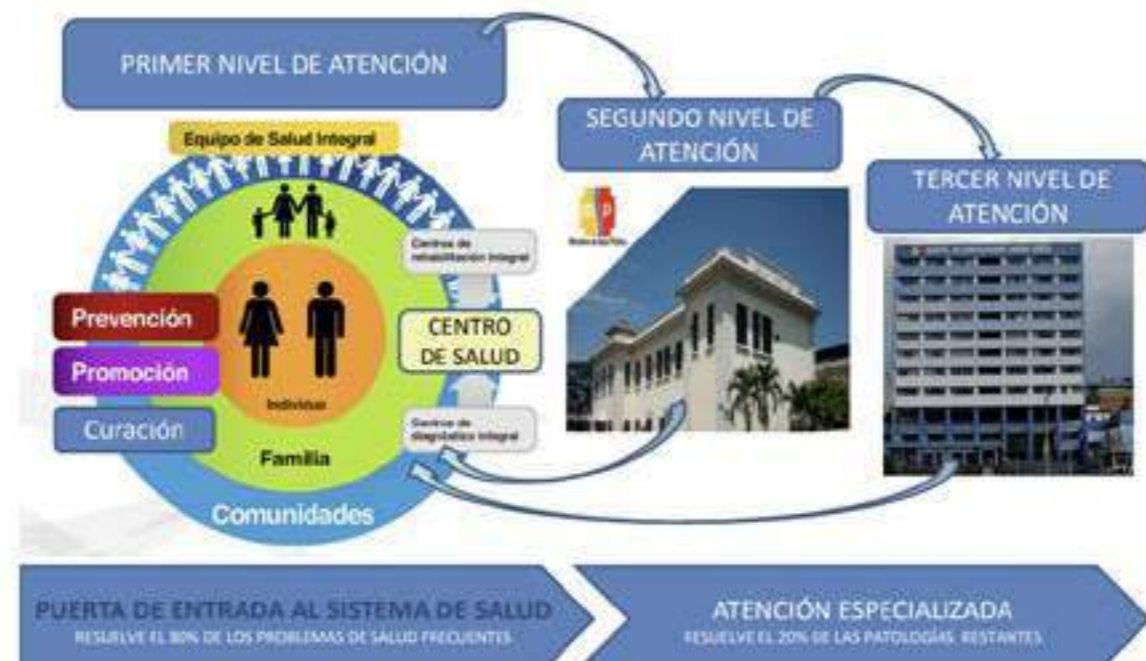 PRIMER NIVEL DE ATENCIÓN
SEGUNDO NIVEL DE
ATENCIÓN
TERCER NIVEL DE
ATENCIÓN
Equipo de Salud Integral
Centros de
rehabilitación integral
Prevención
Promoción
Curación
CENTRO
DE SALUD
Individuo
Centros de
diagnóstico integral
Familia
Comunidades
PUERTA DE ENTRADA AL SISTEMA DE SALUD
RESUELVE EL 80% DE LOS PROBLEMAS DE SALUD FRECUENTES
ATENCIÓN ESPECIALIZADA
RESUELVE EL 20% DE LAS PATOLOGÍAS RESTANTES